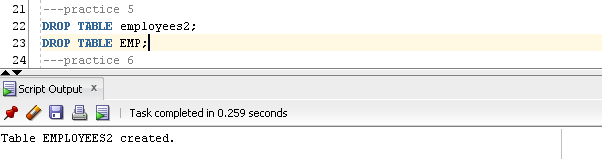 21 ---practice 5
22 DROP TABLE employees2;
23 DROP TABLE EMP;
24 ---practice 6
Script Output x
Task completed in 0.259 seconds
Table EMPLOYEES2 created.